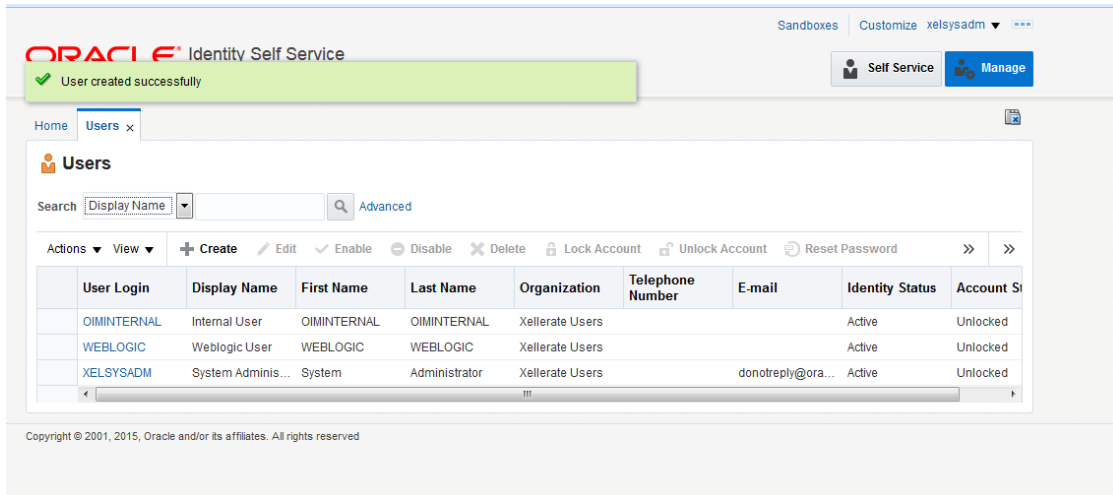 Sandboxes Customize xelsysadm
ORACLE Identity Self Service
User created successfully
Self Service Manage
Home Users x
Users
Search Display Name Advanced
Actions View Create Edit Enable Disable Delete Lock Account Unlock Account Reset Password
User Login Display Name First Name Last Name Organization Telephone Number E-mail Identity Status Account St
OIMINTERNAL Internal User OIMINTERNAL OIMINTERNAL Xellerate Users Active Unlocked
WEBLOGIC Weblogic User WEBLOGIC WEBLOGIC Xellerate Users Active Unlocked
XELSYSADM System Adminis... System Administrator Xellerate Users donotreply@ora... Active Unlocked
Copyright © 2001, 2015, Oracle and/or its affiliates. All rights reserved